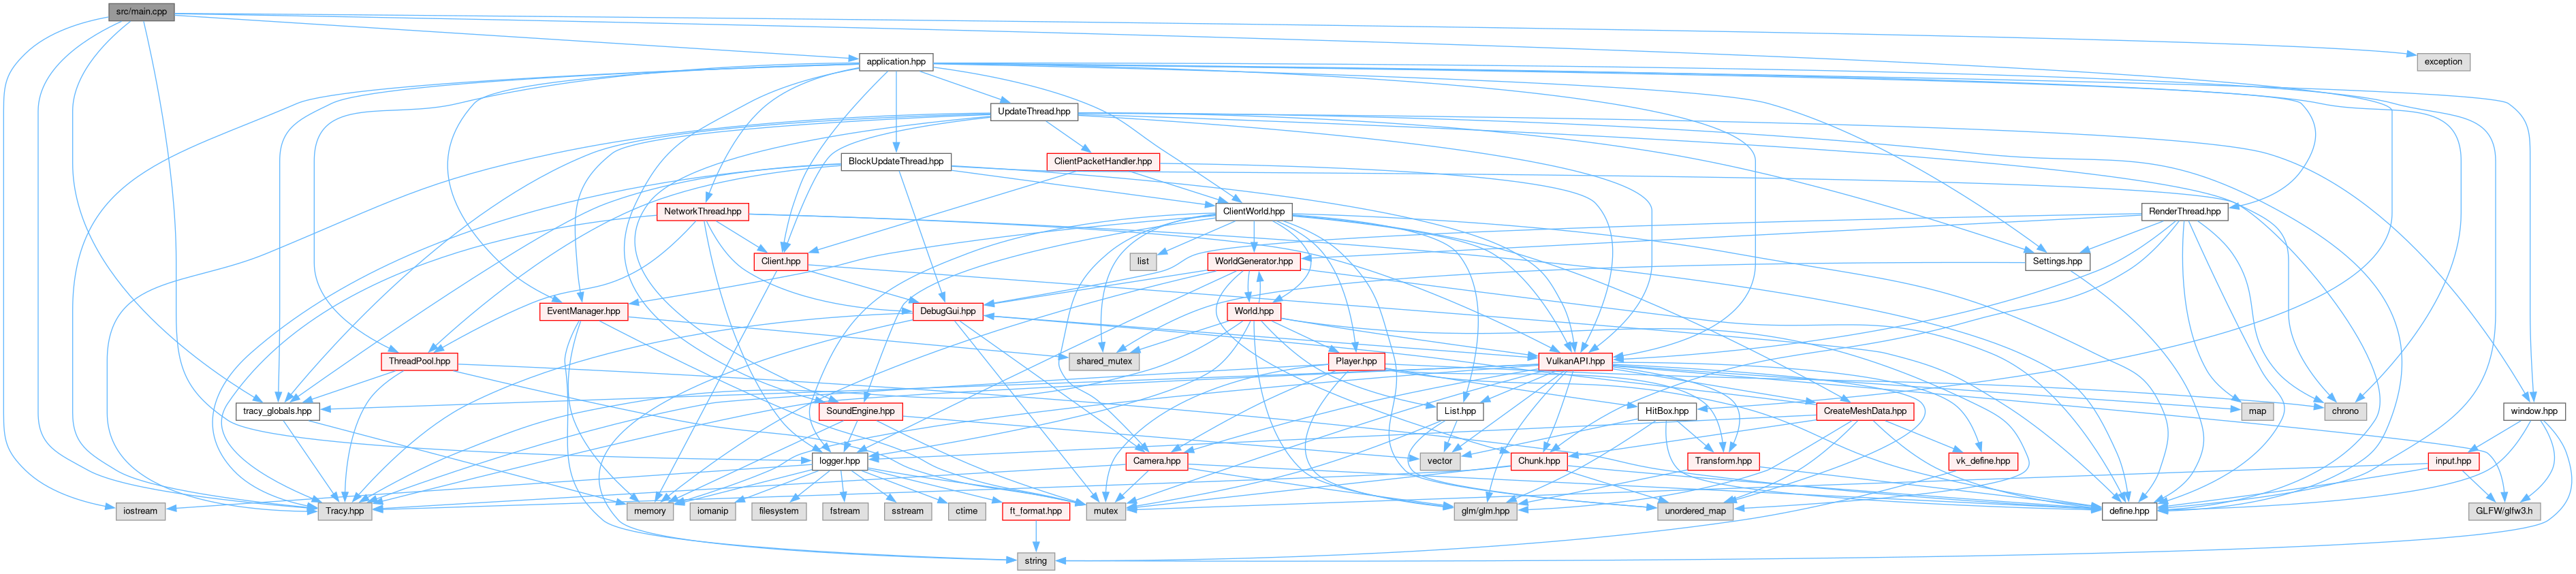 src/main.cpp
application.hpp
exception
UpdateThread.hpp
BlockUpdateThread.hpp
ClientPacketHandler.hpp
NetworkThread.hpp
ClientWorld.hpp
RenderThread.hpp
Client.hpp
list
WorldGenerator.hpp
Settings.hpp
EventManager.hpp
DebugGui.hpp
World.hpp
ThreadPool.hpp
shared_mutex
Player.hpp
VulkanAPI.hpp
tracy_globals.hpp
SoundEngine.hpp
List.hpp
HitBox.hpp
CreateMeshData.hpp
map
chrono
window.hpp
logger.hpp
Camera.hpp
vector
Chunk.hpp
Transform.hpp
vk_define.hpp
input.hpp
iostream
Tracy.hpp
memory
iomanip
filesystem
fstream
sstream
ctime
ft_format.hpp
mutex
glm/glm.hpp
unordered_map
define.hpp
GLFW/glfw3.h
string